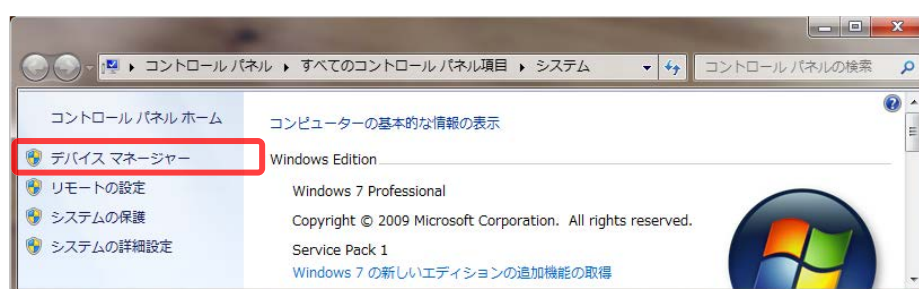 コントロール パネル ▸ すべてのコントロール パネル項目 ▸ システム
コントロール パネルの検索
コントロール パネル ホーム
デバイス マネージャー
リモートの設定
システムの保護
システムの詳細設定
コンピューターの基本的な情報の表示
Windows Edition
Windows 7 Professional
Copyright © 2009 Microsoft Corporation. All rights reserved.
Service Pack 1
Windows 7 の新しいエディションの追加機能の取得